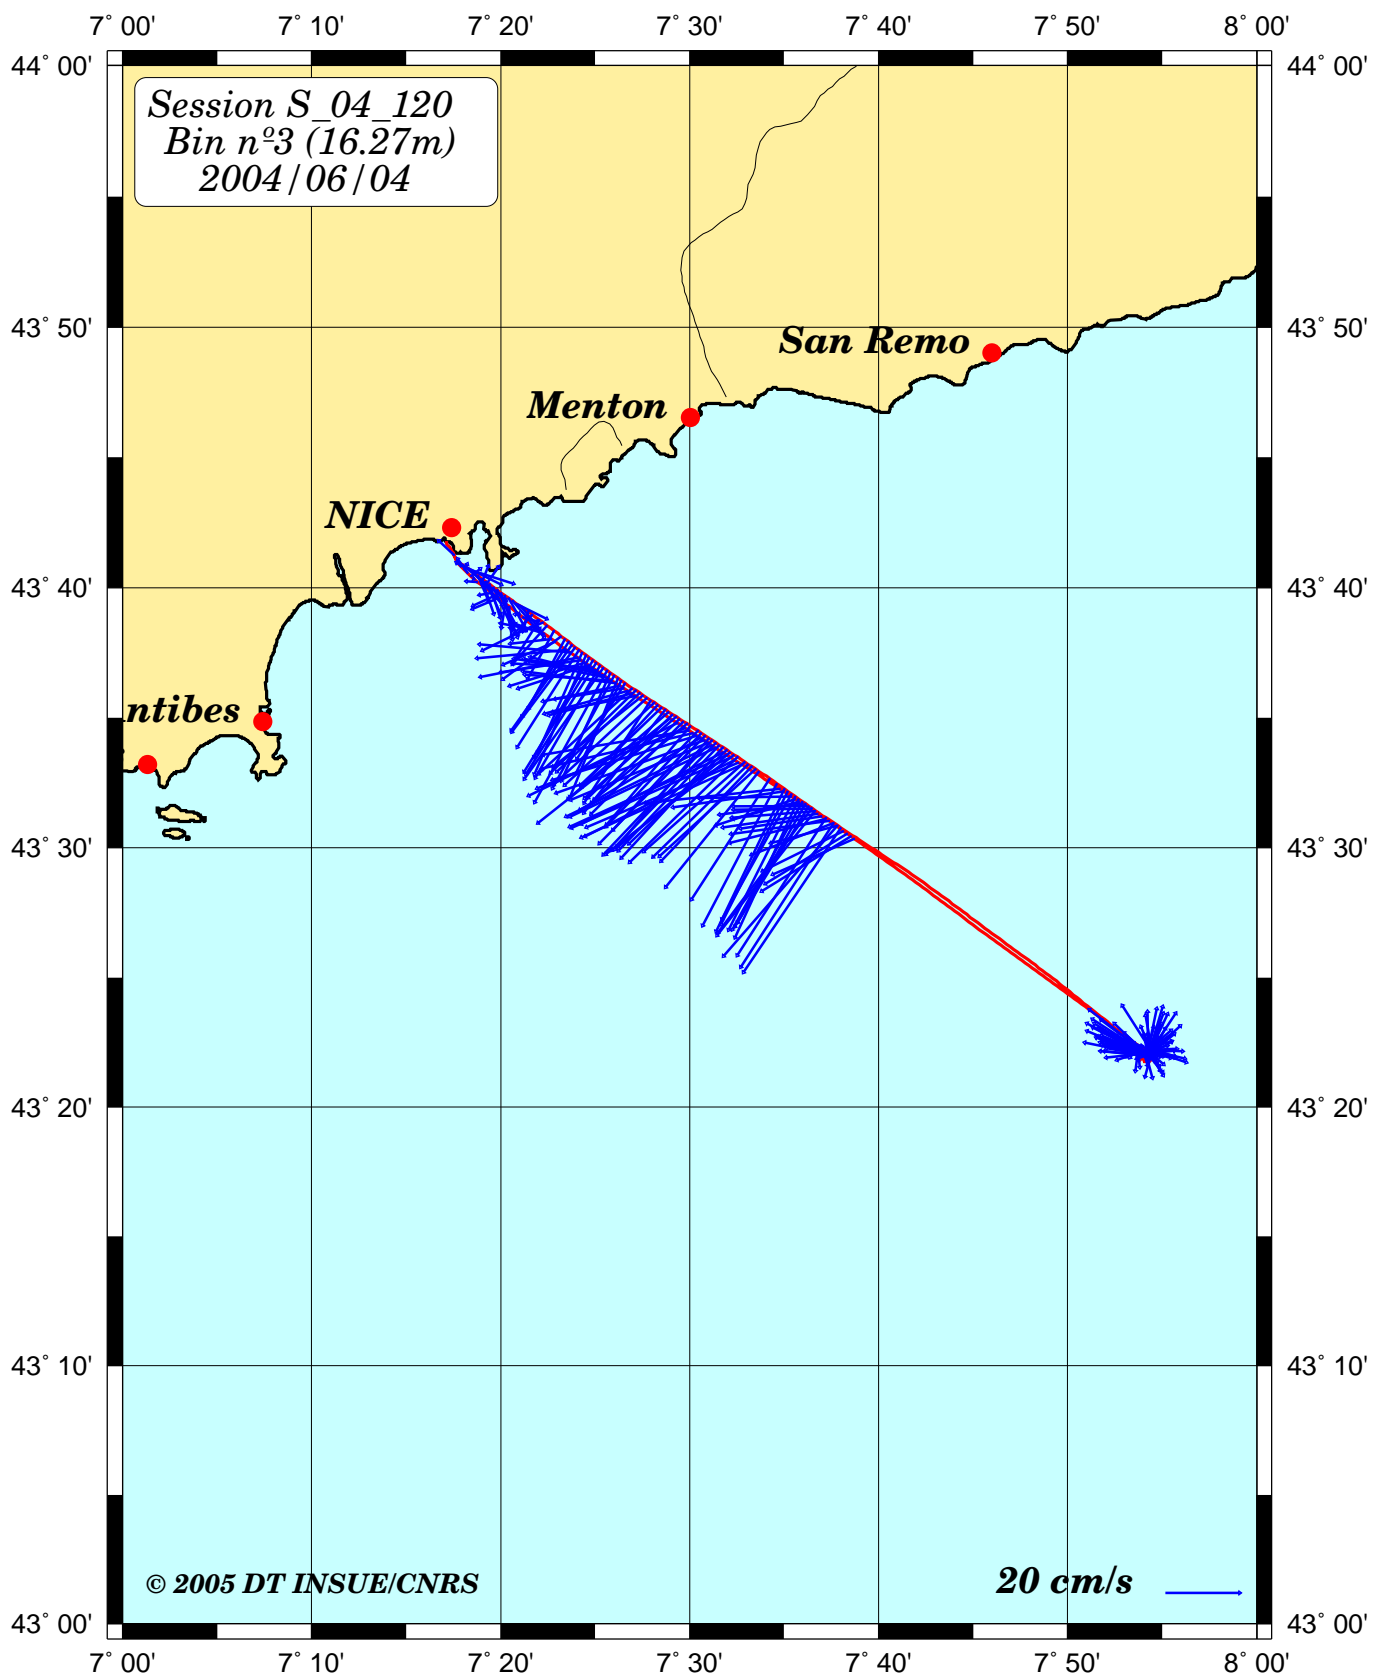 7° 00' 7° 10' 7° 20' 7° 30' 7° 40' 7° 50' 8° 00'
44° 00' 44° 00'
Session S_04_120
Bin nº3 (16.27m)
2004/06/04
43° 50' 43° 50'
San Remo
Menton
NICE
43° 40' 43° 40'
ntibes
43° 30' 43° 30'
43° 20' 43° 20'
43° 10' 43° 10'
© 2005 DT INSUE/CNRS 20 cm/s
43° 00' 43° 00'
7° 00' 7° 10' 7° 20' 7° 30' 7° 40' 7° 50' 8° 00'